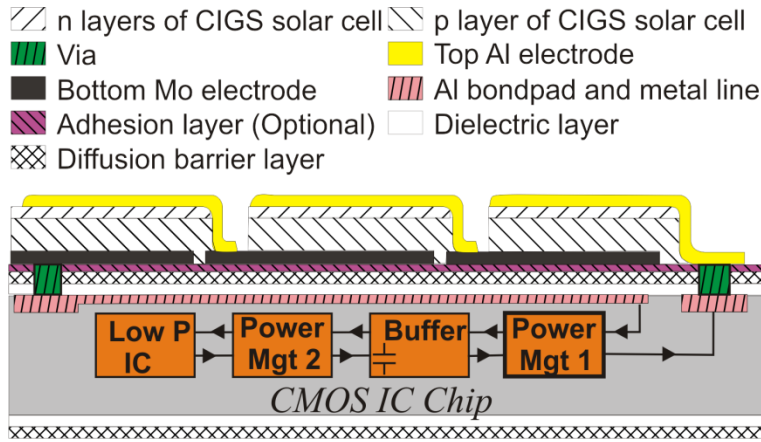 n layers of CIGS solar cell
p layer of CIGS solar cell
Via
Top Al electrode
Bottom Mo electrode
Al bondpad and metal line
Adhesion layer (Optional)
Dielectric layer
Diffusion barrier layer
Low P
IC
Power
Mgt 2
Buffer
Power
Mgt 1
CMOS IC Chip